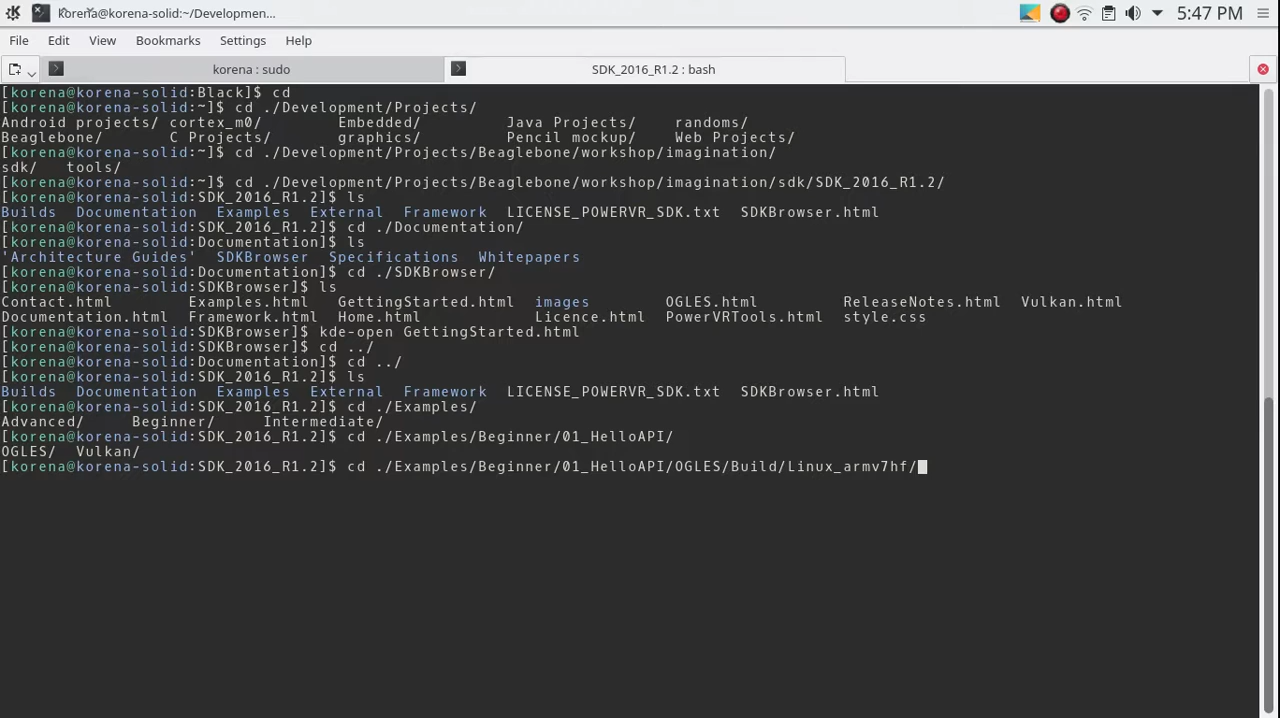 korena@korena-solid:~/Developmen...
5:47 PM
File Edit View Bookmarks Settings Help
korena : sudo
SDK_2016_R1.2 : bash
[korena@korena-solid:Black]$ cd
[korena@korena-solid:~]$ cd ./Development/Projects/
Android projects/ cortex_m0/ Embedded/ Java Projects/ randoms/
Beaglebone/ C Projects/ graphics/ Pencil mockup/ Web Projects/
[korena@korena-solid:~]$ cd ./Development/Projects/Beaglebone/workshop/imagination/
sdk/ tools/
[korena@korena-solid:~]$ cd ./Development/Projects/Beaglebone/workshop/imagination/sdk/SDK_2016_R1.2/
[korena@korena-solid:SDK_2016_R1.2]$ ls
Builds Documentation Examples External Framework LICENSE_POWERVR_SDK.txt SDKBrowser.html
[korena@korena-solid:SDK_2016_R1.2]$ cd ./Documentation/
[korena@korena-solid:Documentation]$ ls
'Architecture Guides' SDKBrowser Specifications Whitepapers
[korena@korena-solid:Documentation]$ cd ./SDKBrowser/
[korena@korena-solid:SDKBrowser]$ ls
Contact.html Examples.html GettingStarted.html images OGLES.html ReleaseNotes.html Vulkan.html
Documentation.html Framework.html Home.html Licence.html PowerVRTools.html style.css
[korena@korena-solid:SDKBrowser]$ kde-open GettingStarted.html
[korena@korena-solid:SDKBrowser]$ cd ../
[korena@korena-solid:Documentation]$ cd ../
[korena@korena-solid:SDK_2016_R1.2]$ ls
Builds Documentation Examples External Framework LICENSE_POWERVR_SDK.txt SDKBrowser.html
[korena@korena-solid:SDK_2016_R1.2]$ cd ./Examples/
Advanced/ Beginner/ Intermediate/
[korena@korena-solid:SDK_2016_R1.2]$ cd ./Examples/Beginner/01_HelloAPI/
OGLES/ Vulkan/
[korena@korena-solid:SDK_2016_R1.2]$ cd ./Examples/Beginner/01_HelloAPI/OGLES/Build/Linux_armv7hf/